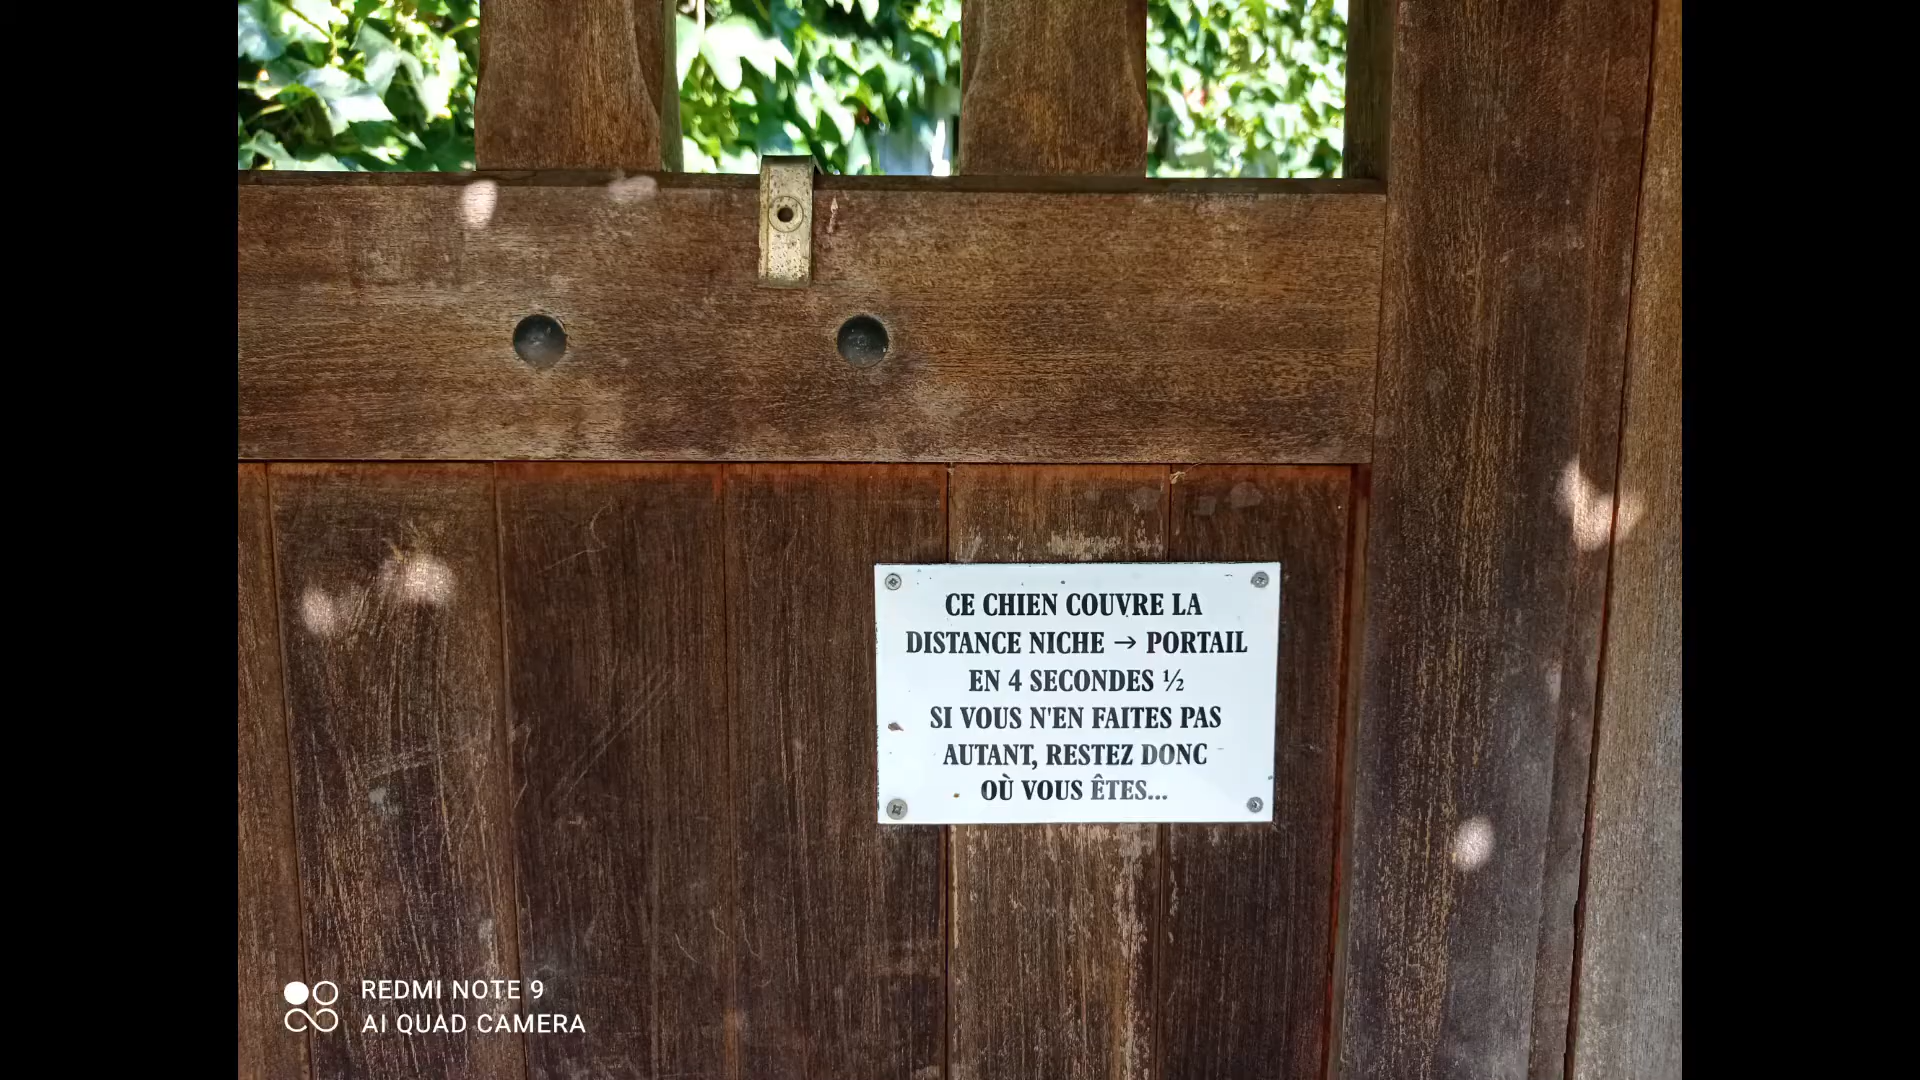 CE CHIEN COUVRE LA
DISTANCE NICHE → PORTAIL
EN 4 SECONDES ½
SI VOUS N'EN FAITES PAS
AUTANT, RESTEZ DONC
OÙ VOUS ÊTES...
REDMI NOTE 9
AI QUAD CAMERA